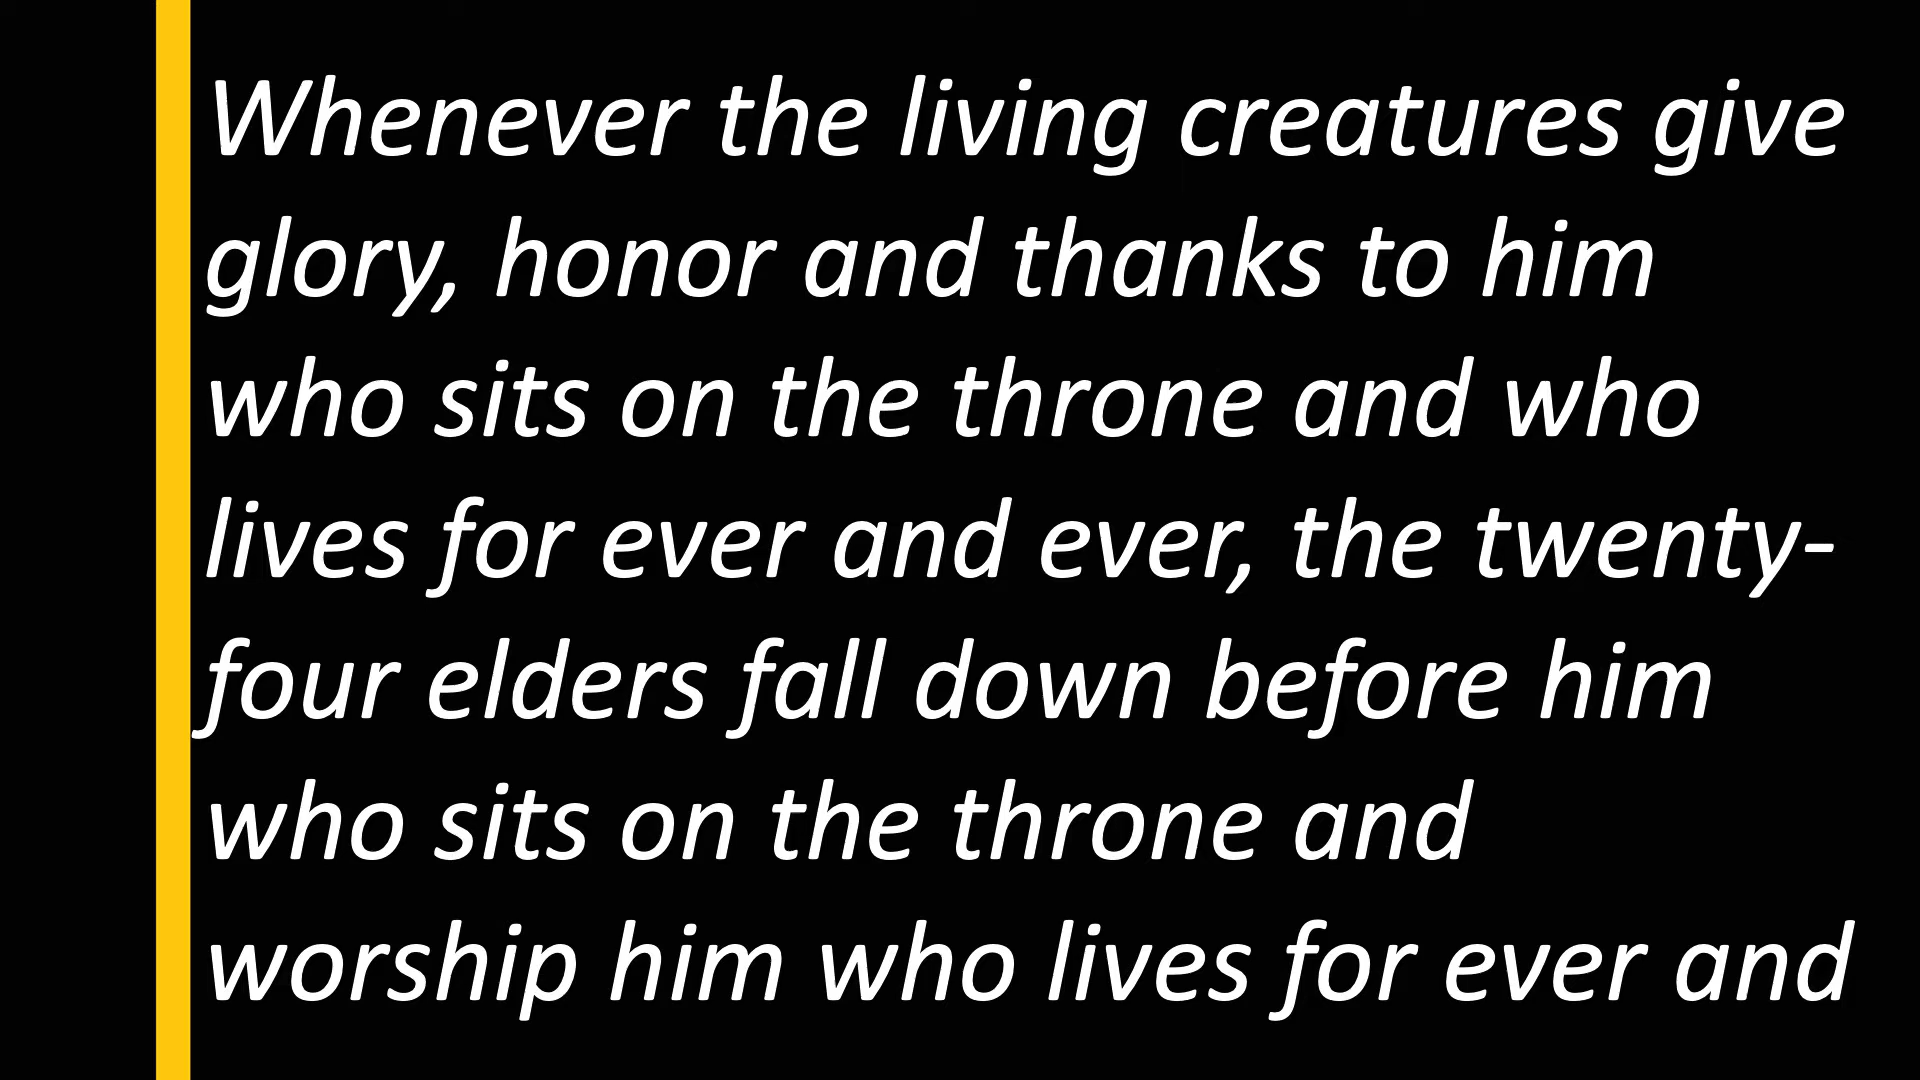 Whenever the living creatures give
glory, honor and thanks to him
who sits on the throne and who
lives for ever and ever, the twenty-
four elders fall down before him
who sits on the throne and
worship him who lives for ever and